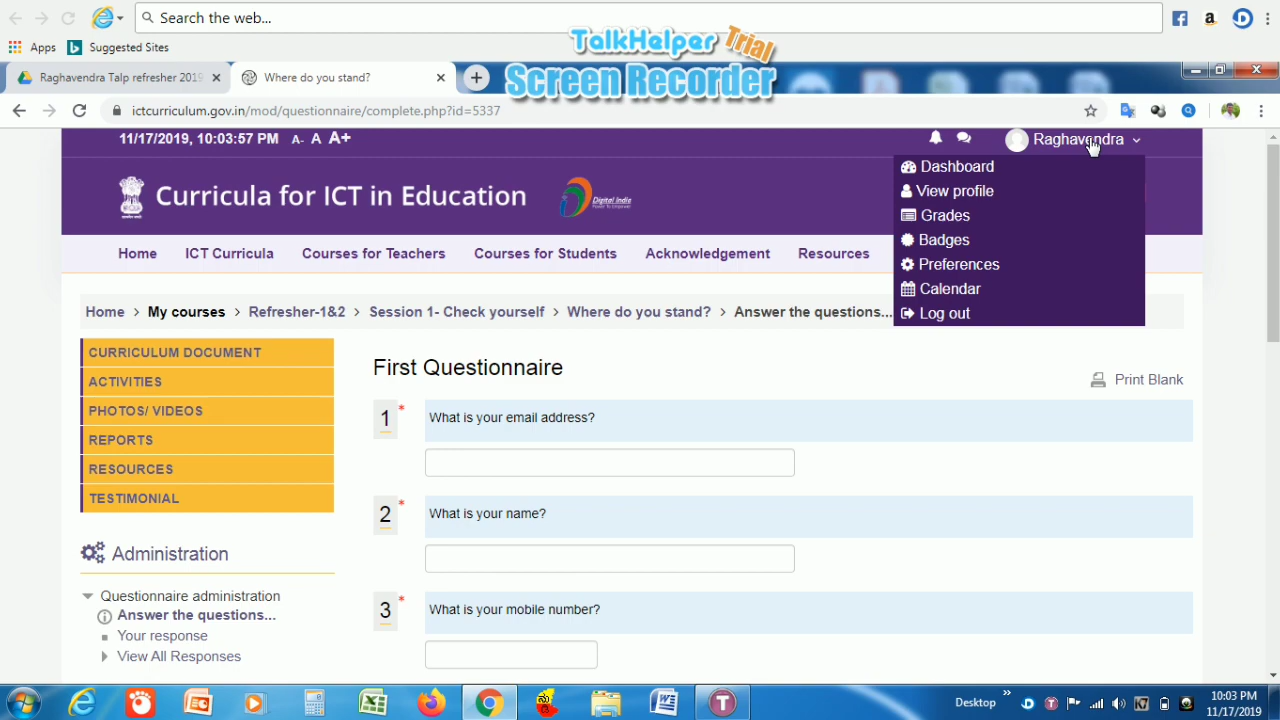 Search the web...
Apps Suggested Sites
TalkHelper Trial
Screen Recorder
Raghavendra Talp refresher 2019
Where do you stand?
ictcurriculum.gov.in/mod/questionnaire/complete.php?id=5337
11/17/2019, 10:03:57 PM A- A A+
Raghavendra
Dashboard
View profile
Grades
Badges
Preferences
Calendar
Log out
Curricula for ICT in Education
Digital India
Power To Empower
Home ICT Curricula Courses for Teachers Courses for Students Acknowledgement Resources
Home > My courses > Refresher-1&2 > Session 1- Check yourself > Where do you stand? > Answer the questions...
CURRICULUM DOCUMENT
ACTIVITIES
PHOTOS/ VIDEOS
REPORTS
RESOURCES
TESTIMONIAL
Administration
Questionnaire administration
Answer the questions...
Your response
View All Responses
First Questionnaire
Print Blank
1 * What is your email address?
2 * What is your name?
3 * What is your mobile number?
Desktop
10:03 PM
11/17/2019